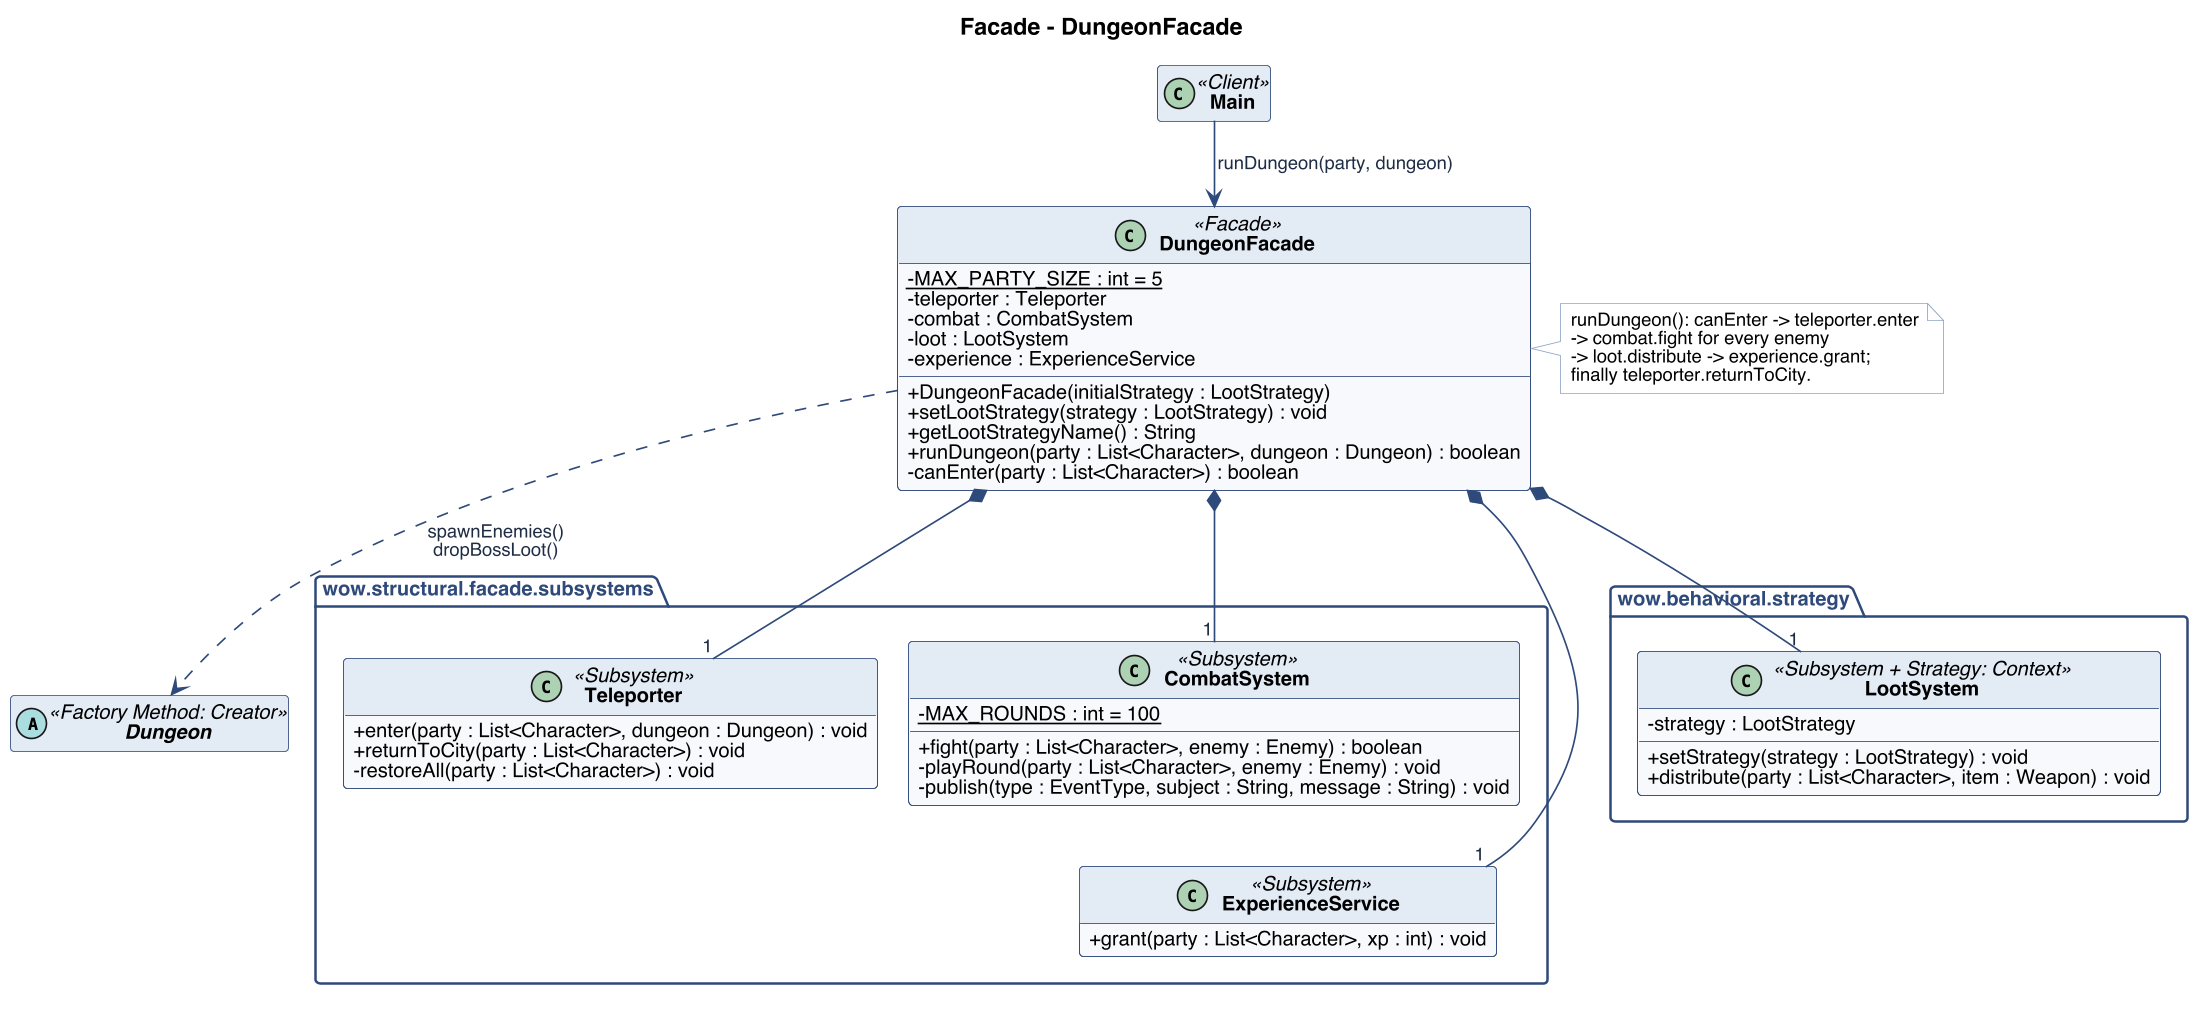 Facade - DungeonFacade
C
«Client»
Main
runDungeon(party, dungeon)
C
«Facade»
DungeonFacade
-MAX_PARTY_SIZE : int = 5
-teleporter : Teleporter
-combat : CombatSystem
-loot : LootSystem
-experience : ExperienceService
+DungeonFacade(initialStrategy : LootStrategy)
+setLootStrategy(strategy : LootStrategy) : void
+getLootStrategyName() : String
+runDungeon(party : List<Character>, dungeon : Dungeon) : boolean
-canEnter(party : List<Character>) : boolean
runDungeon(): canEnter -> teleporter.enter
-> combat.fight for every enemy
-> loot.distribute -> experience.grant;
finally teleporter.returnToCity.
spawnEnemies()
dropBossLoot()
A
«Factory Method: Creator»
Dungeon
wow.structural.facade.subsystems
1
C
«Subsystem»
Teleporter
+enter(party : List<Character>, dungeon : Dungeon) : void
+returnToCity(party : List<Character>) : void
-restoreAll(party : List<Character>) : void
1
C
«Subsystem»
CombatSystem
-MAX_ROUNDS : int = 100
+fight(party : List<Character>, enemy : Enemy) : boolean
-playRound(party : List<Character>, enemy : Enemy) : void
-publish(type : EventType, subject : String, message : String) : void
1
C
«Subsystem»
ExperienceService
+grant(party : List<Character>, xp : int) : void
wow.behavioral.strategy
1
C
«Subsystem + Strategy: Context»
LootSystem
-strategy : LootStrategy
+setStrategy(strategy : LootStrategy) : void
+distribute(party : List<Character>, item : Weapon) : void